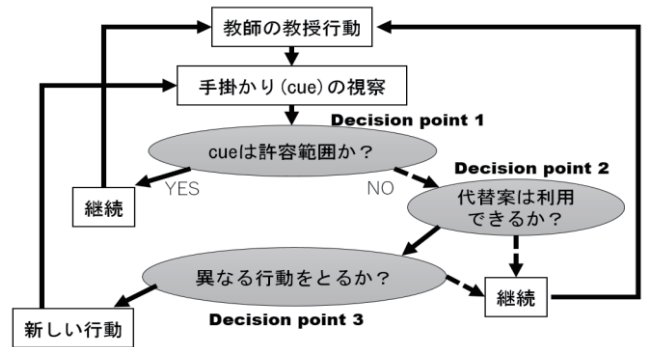 教師の教授行動
手掛かり(cue)の視察
Decision point 1
cueは許容範囲か？
Decision point 2
YES
NO
代替案は利用
できるか？
継続
異なる行動をとるか？
継続
Decision point 3
新しい行動